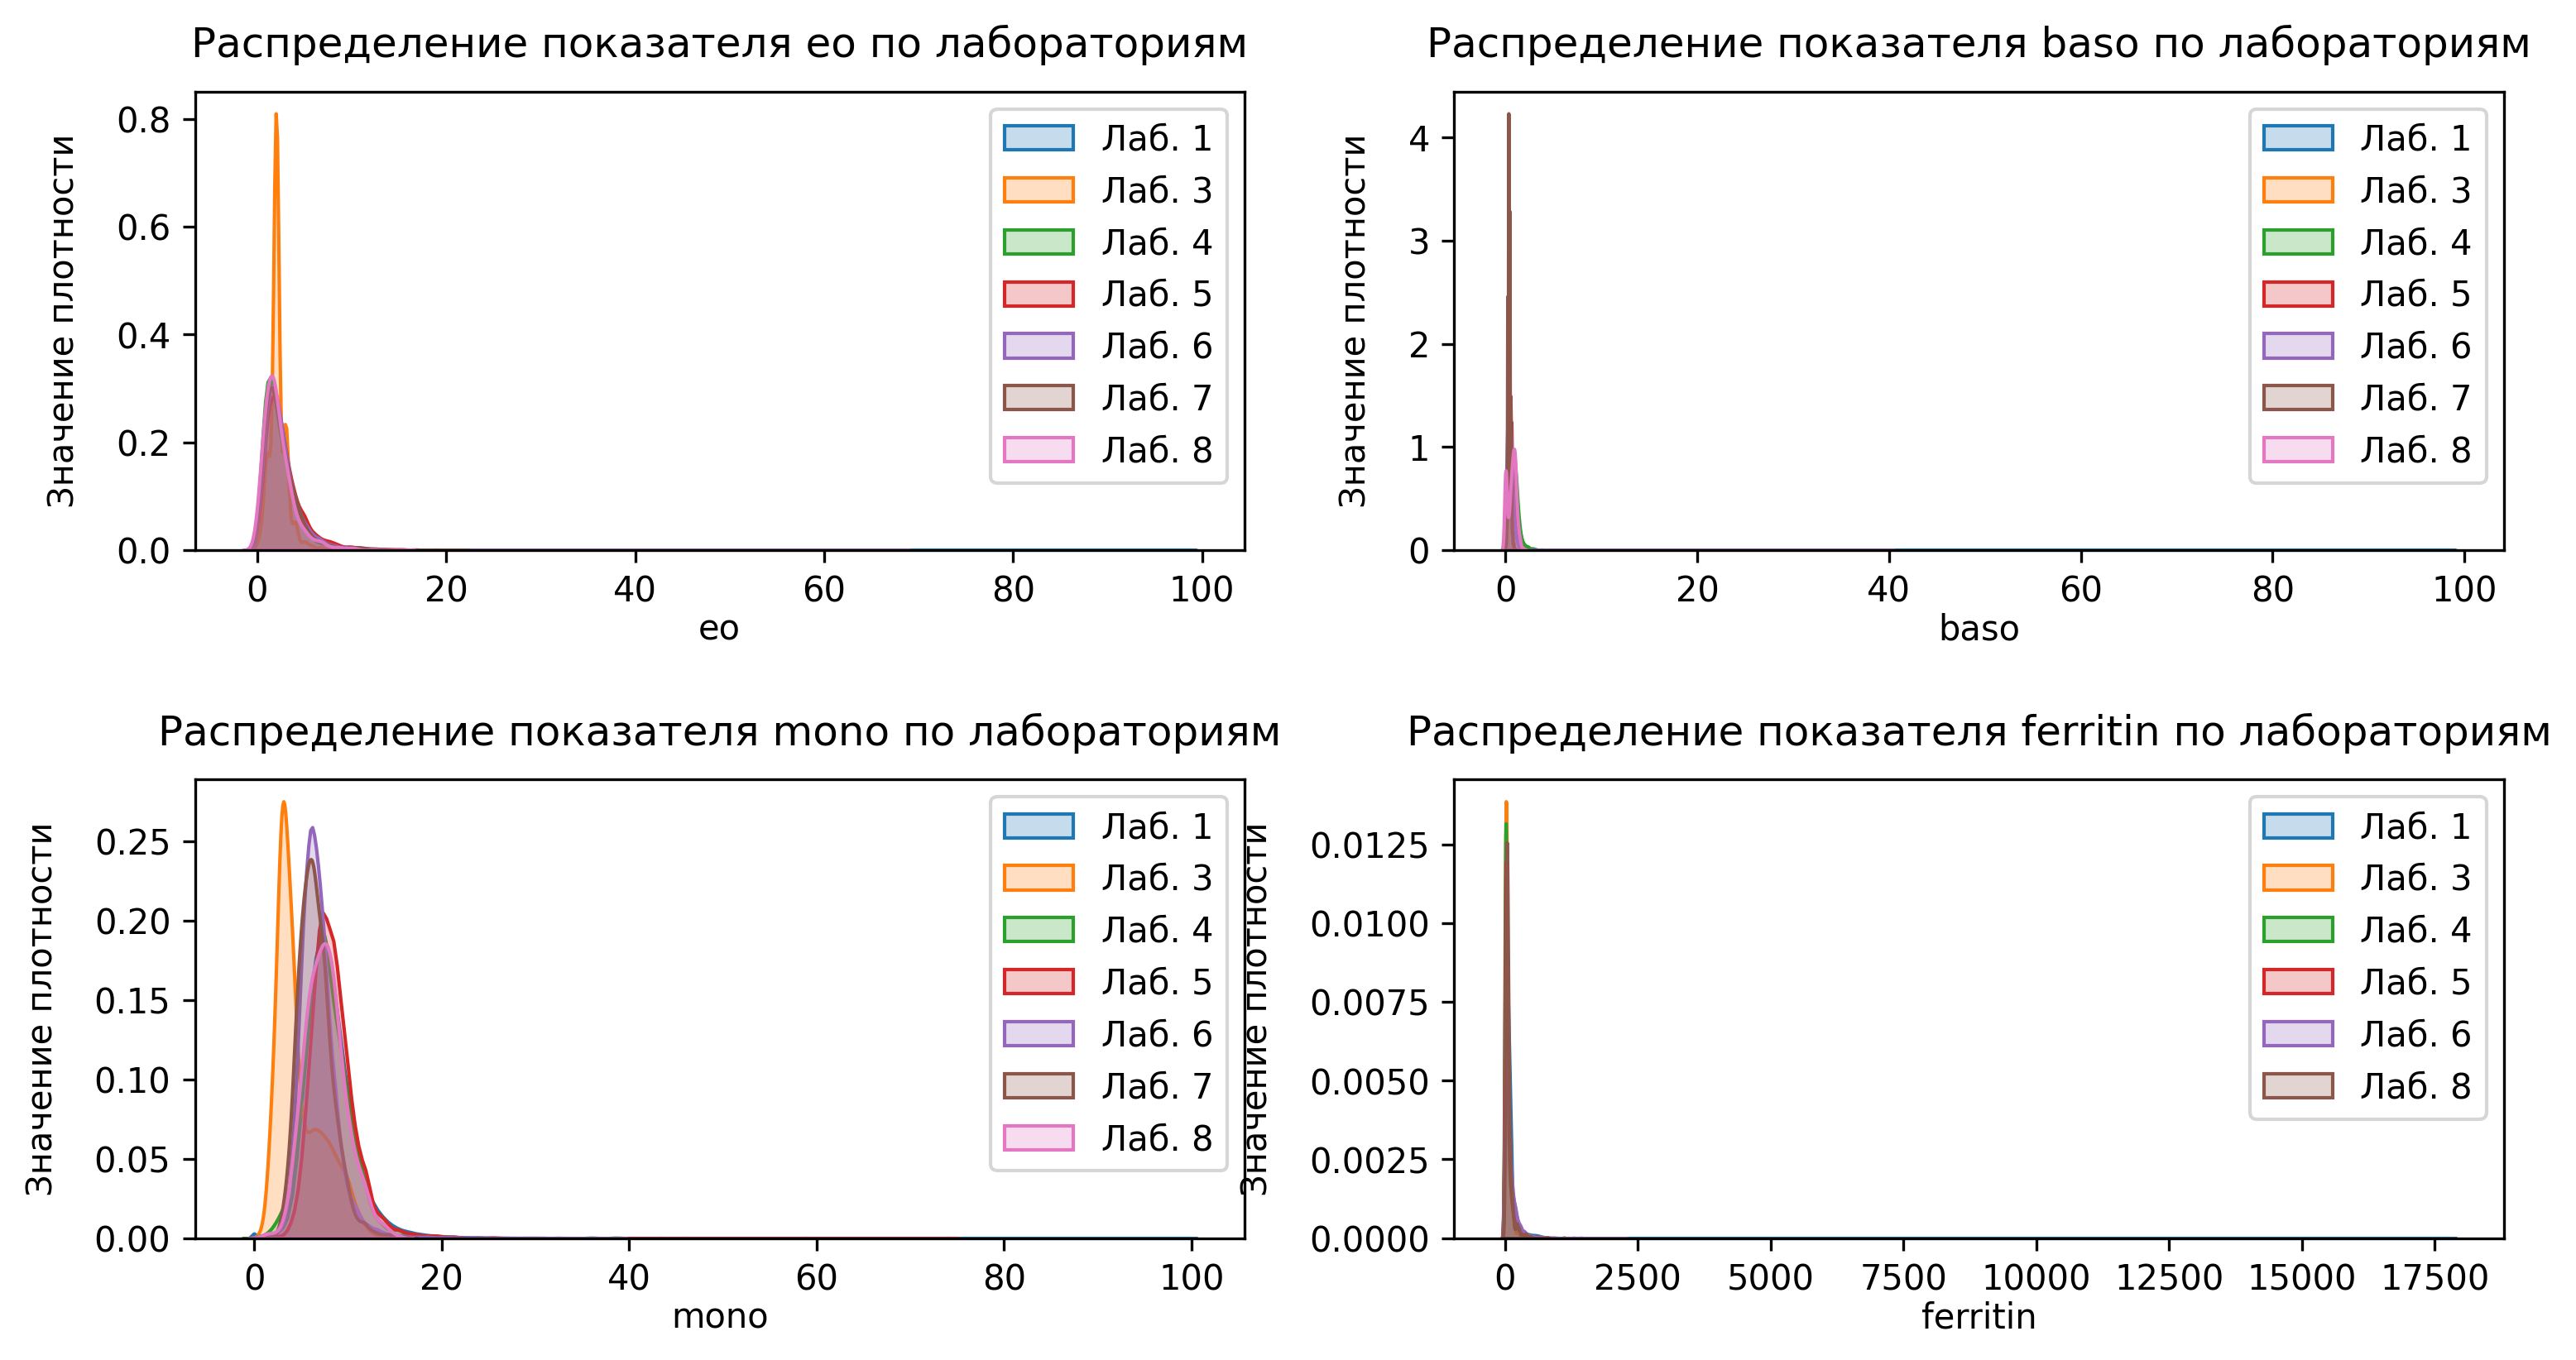 Распределение показателя eo по лабораториям
Значение плотности
0.8
0.6
0.4
0.2
0.0
0 20 40 60 80 100
eo
Лаб. 1
Лаб. 3
Лаб. 4
Лаб. 5
Лаб. 6
Лаб. 7
Лаб. 8
Распределение показателя baso по лабораториям
Значение плотности
4
3
2
1
0
0 20 40 60 80 100
baso
Лаб. 1
Лаб. 3
Лаб. 4
Лаб. 5
Лаб. 6
Лаб. 7
Лаб. 8
Распределение показателя mono по лабораториям
Значение плотности
0.25
0.20
0.15
0.10
0.05
0.00
0 20 40 60 80 100
mono
Лаб. 1
Лаб. 3
Лаб. 4
Лаб. 5
Лаб. 6
Лаб. 7
Лаб. 8
Распределение показателя ferritin по лабораториям
Значение плотности
0.0125
0.0100
0.0075
0.0050
0.0025
0.0000
0 2500 5000 7500 10000 12500 15000 17500
ferritin
Лаб. 1
Лаб. 3
Лаб. 4
Лаб. 5
Лаб. 6
Лаб. 8